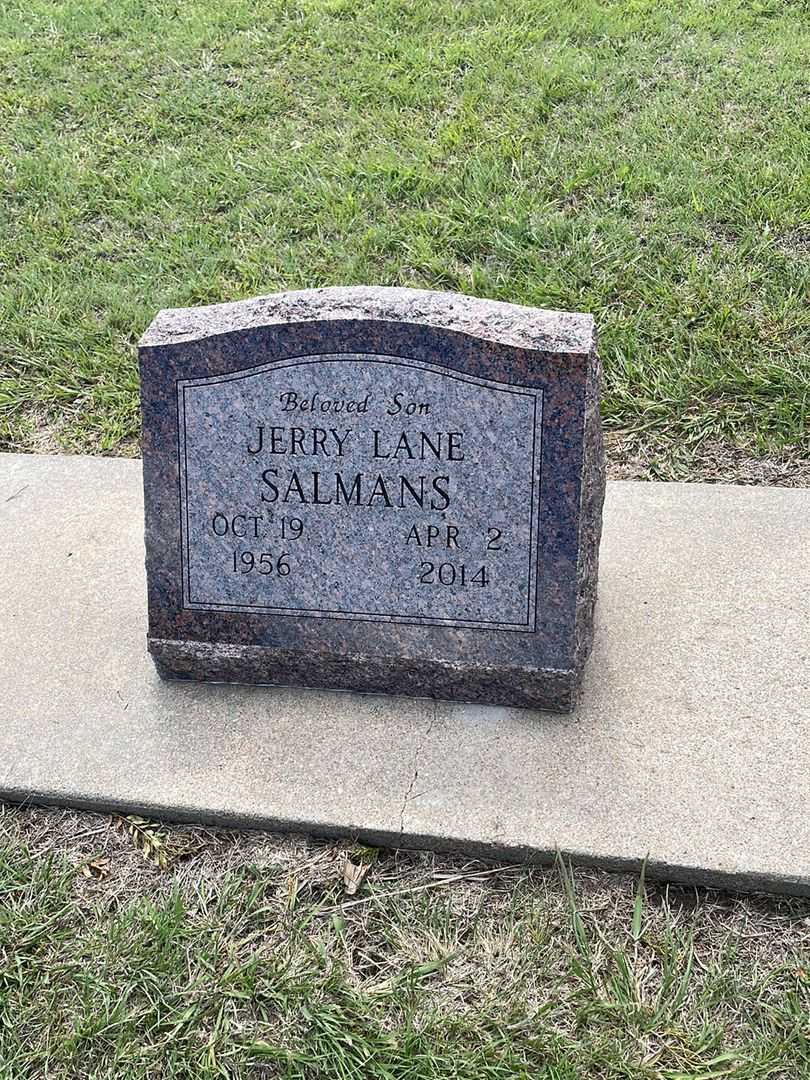 Beloved Son
JERRY LANE
SALMANS
OCT. 19, APR. 2,
1956 2014